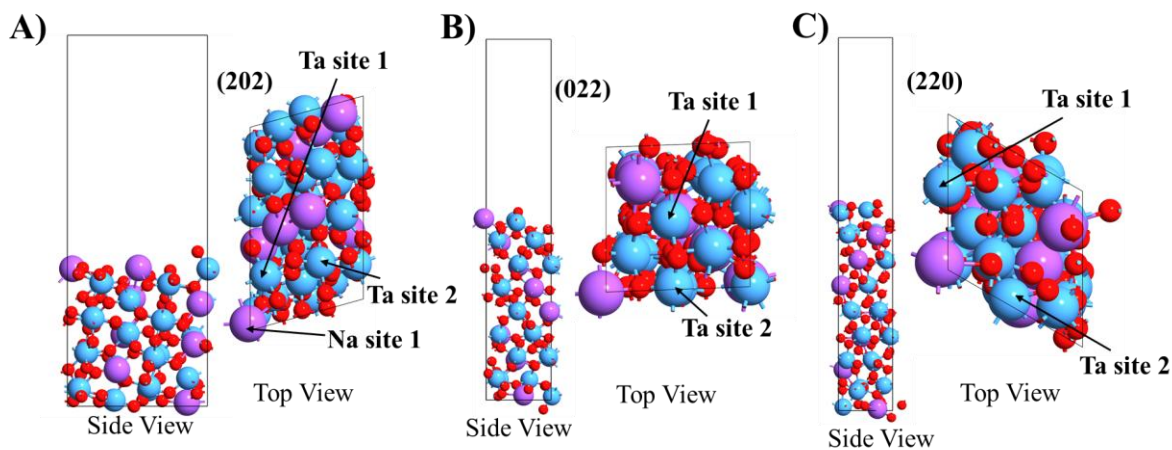 A)
(202)
Ta site 1
Ta site 2
Na site 1
Top View
Side View
B)
(022)
Ta site 1
Ta site 2
Top View
Side View
C)
(220)
Ta site 1
Ta site 2
Top View
Side View